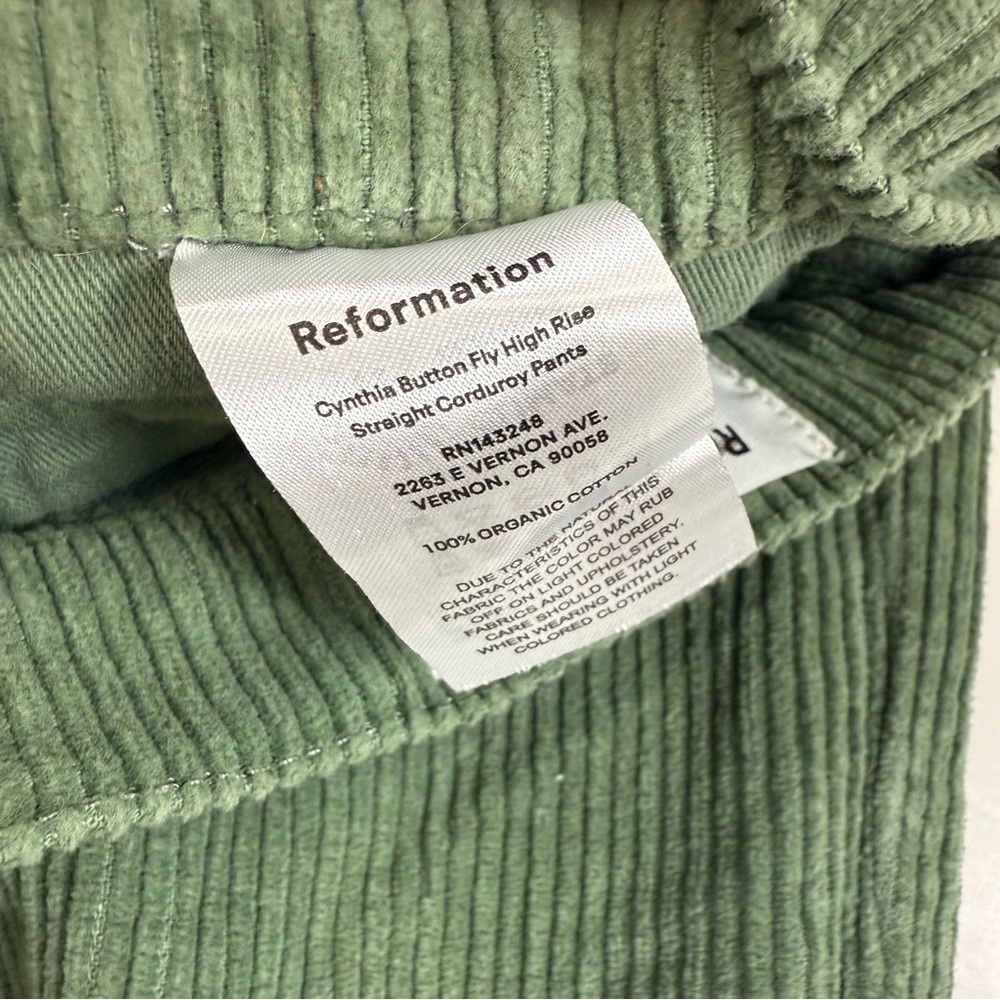 Reformation
Cynthia Button Fly High Rise
Straight Corduroy Pants
RN143248
2263 E VERNON AVE.
VERNON, CA 90058
100% ORGANIC COTTON
DUE TO THE NATURAL
CHARACTERISTICS OF THIS
FABRIC THE COLOR MAY RUB
OFF ON LIGHT COLORED
FABRICS AND UPHOLSTERY.
CARE SHOULD BE TAKEN
WHEN WEARING WITH LIGHT
COLORED CLOTHING.